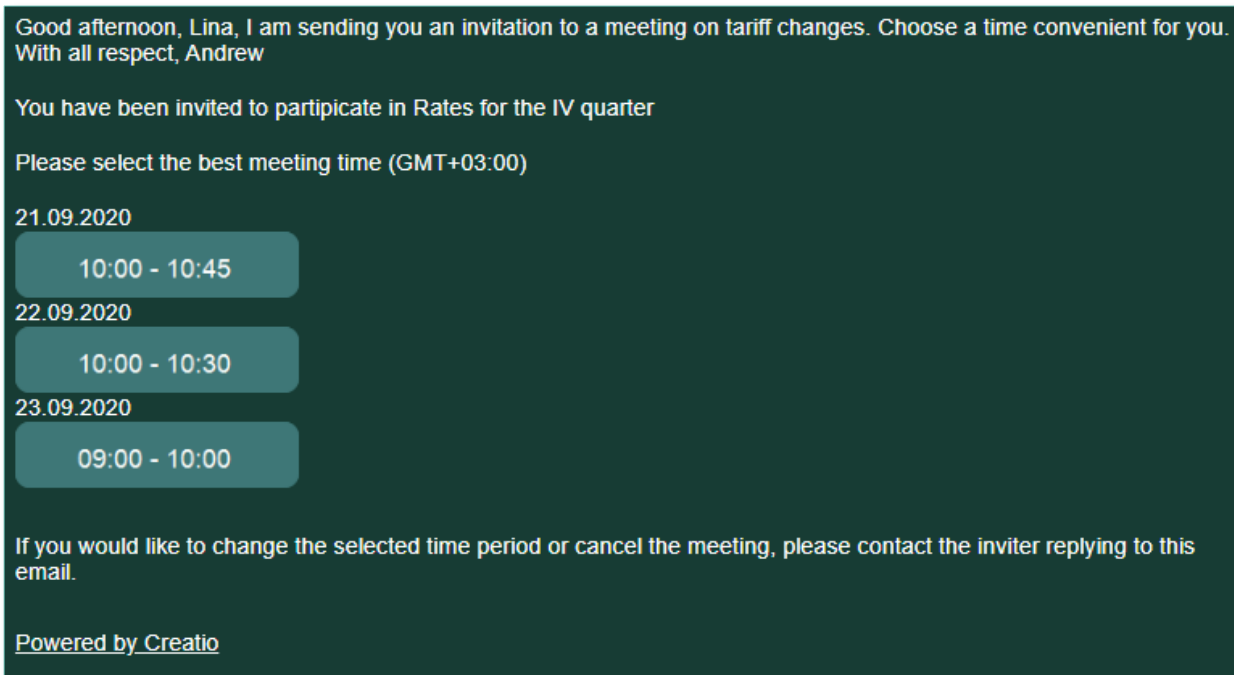 Good afternoon, Lina, I am sending you an invitation to a meeting on tariff changes. Choose a time convenient for you.
With all respect, Andrew
You have been invited to partipicate in Rates for the IV quarter
Please select the best meeting time (GMT+03:00)
21.09.2020
10:00 - 10:45
22.09.2020
10:00 - 10:30
23.09.2020
09:00 - 10:00
If you would like to change the selected time period or cancel the meeting, please contact the inviter replying to this
email.
Powered by Creatio